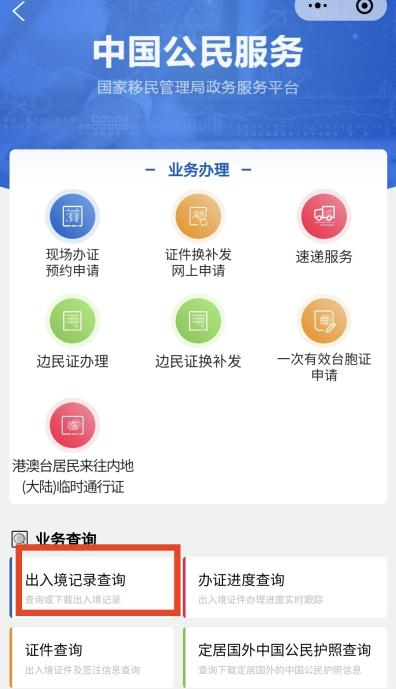 中国公民服务
国家移民管理局政务服务平台
业务办理
31
现场办证
预约申请
证件换补发
网上申请
速递服务
边民证办理
边民证换补发
台
一次有效台胞证
申请
临
港澳台居民来往内地
(大陆)临时通行证
业务查询
出入境记录查询
查询或下载出入境记录
办证进度查询
出入境证件办理进度实时跟踪
证件查询
出入境证件及签注信息查询
定居国外中国公民护照查询
查询下载定居国外的中国公民护照信息